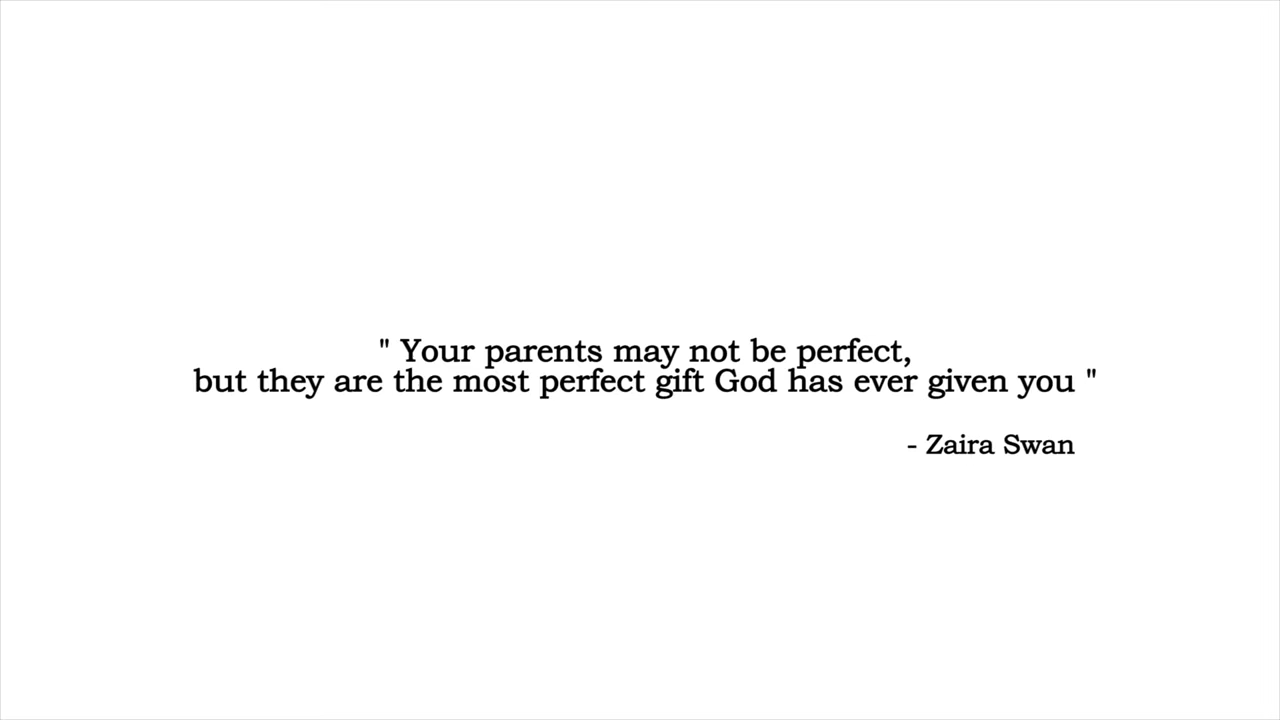 " Your parents may not be perfect,
but they are the most perfect gift God has ever given you "
- Zaira Swan